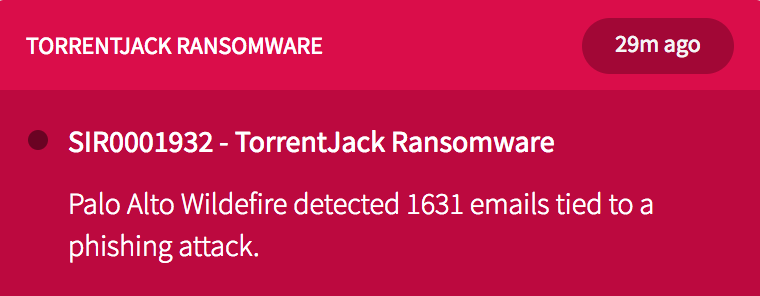 TORRENTJACK RANSOMWARE
29m ago
SIR0001932 - TorrentJack Ransomware
Palo Alto Wildefire detected 1631 emails tied to a
phishing attack.